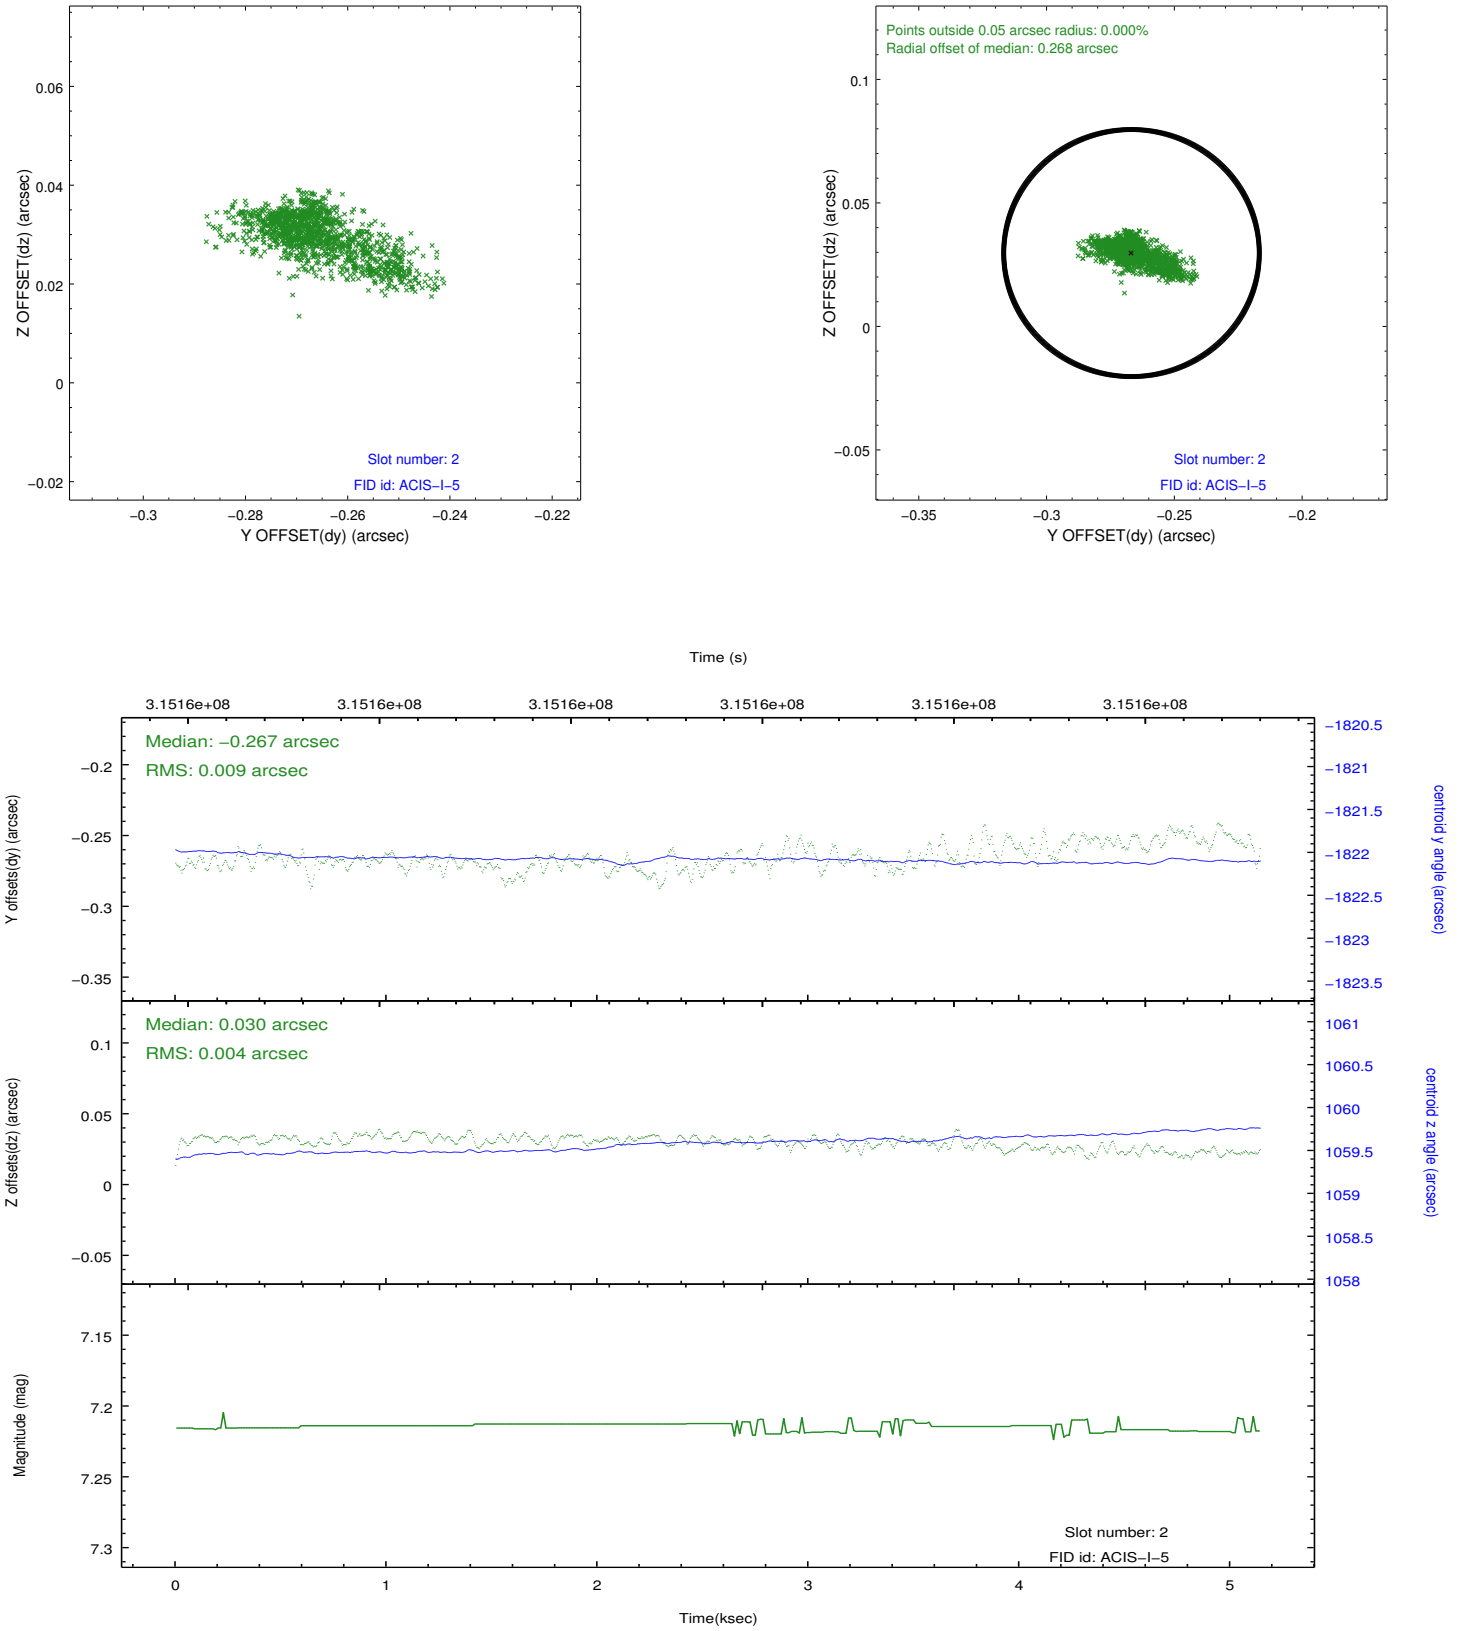 0.06
0.04
0.02
0
−0.02
Z OFFSET(dz) (arcsec)
Slot number: 2
FID id: ACIS−I−5
−0.3
−0.28
−0.26
−0.24
−0.22
Y OFFSET(dy) (arcsec)
Points outside 0.05 arcsec radius: 0.000%
Radial offset of median: 0.268 arcsec
0.1
0.05
0
−0.05
Z OFFSET(dz) (arcsec)
Slot number: 2
FID id: ACIS−I−5
−0.35
−0.3
−0.25
−0.2
Y OFFSET(dy) (arcsec)
Time (s)
3.1516e+08
3.1516e+08
3.1516e+08
3.1516e+08
3.1516e+08
3.1516e+08
Median: −0.267 arcsec
RMS: 0.009 arcsec
−0.2
−0.25
−0.3
−0.35
Y offsets(dy) (arcsec)
−1820.5
−1821
−1821.5
−1822
−1822.5
−1823
−1823.5
centroid y angle (arcsec)
Median: 0.030 arcsec
RMS: 0.004 arcsec
0.1
0.05
0
−0.05
Z offsets(dz) (arcsec)
1061
1060.5
1060
1059.5
1059
1058.5
1058
centroid z angle (arcsec)
7.15
7.2
7.25
7.3
Magnitude (mag)
Slot number: 2
FID id: ACIS−I−5
0
1
2
3
4
5
Time(ksec)